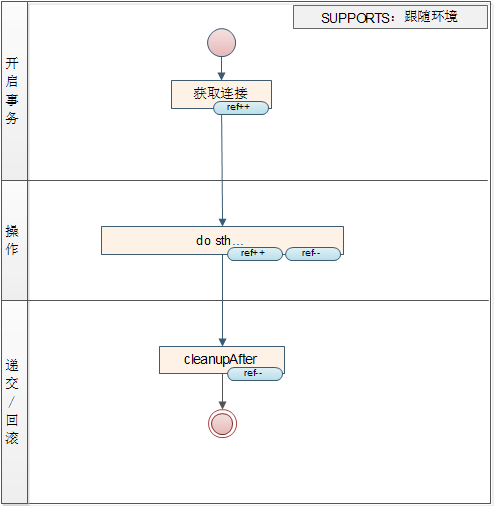 SUPPORTS：跟随环境
开启事务
获取连接
ref++
操作
do sth...
ref++
ref--
递交/回滚
cleanupAfter
ref--